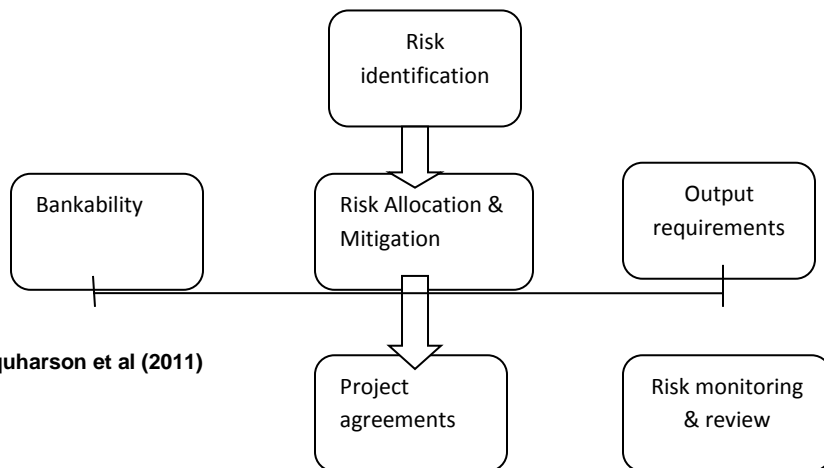 Risk
identification
Bankability
Risk Allocation &
Mitigation
Output
requirements
quharson et al (2011)
Project
agreements
Risk monitoring
& review